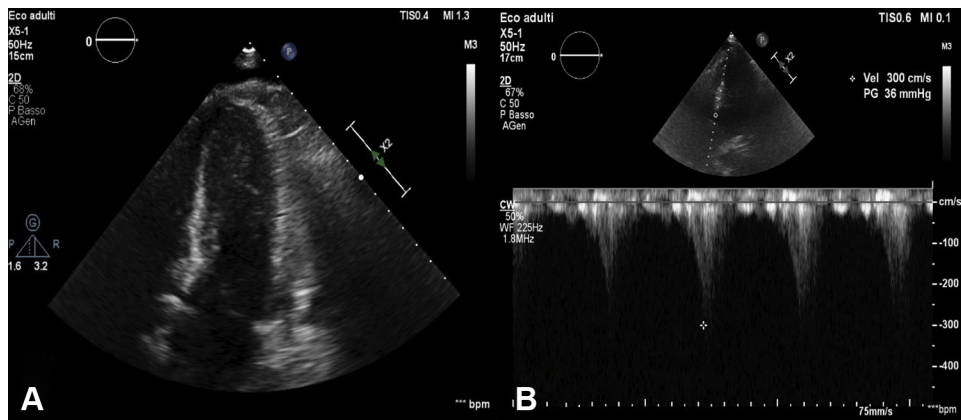 Eco adulti
X5-1
50Hz
15cm
0
2D
68%
C 50
P Basso
AGen
TIS0.4 MI 1.3
M3
P
X2
G
P R
1.6 3.2
A
*** bpm
Eco adulti
X5-1
50Hz
17cm
0
2D
67%
C 50
P Basso
AGen
TIS0.6 MI 0.1
M3
P
X2
Vel 300 cm/s
PG 36 mmHg
CW
50%
WF 225Hz
1.8MHz
cm/s
-100
-200
-300
-400
B
75mm/s
***bpm